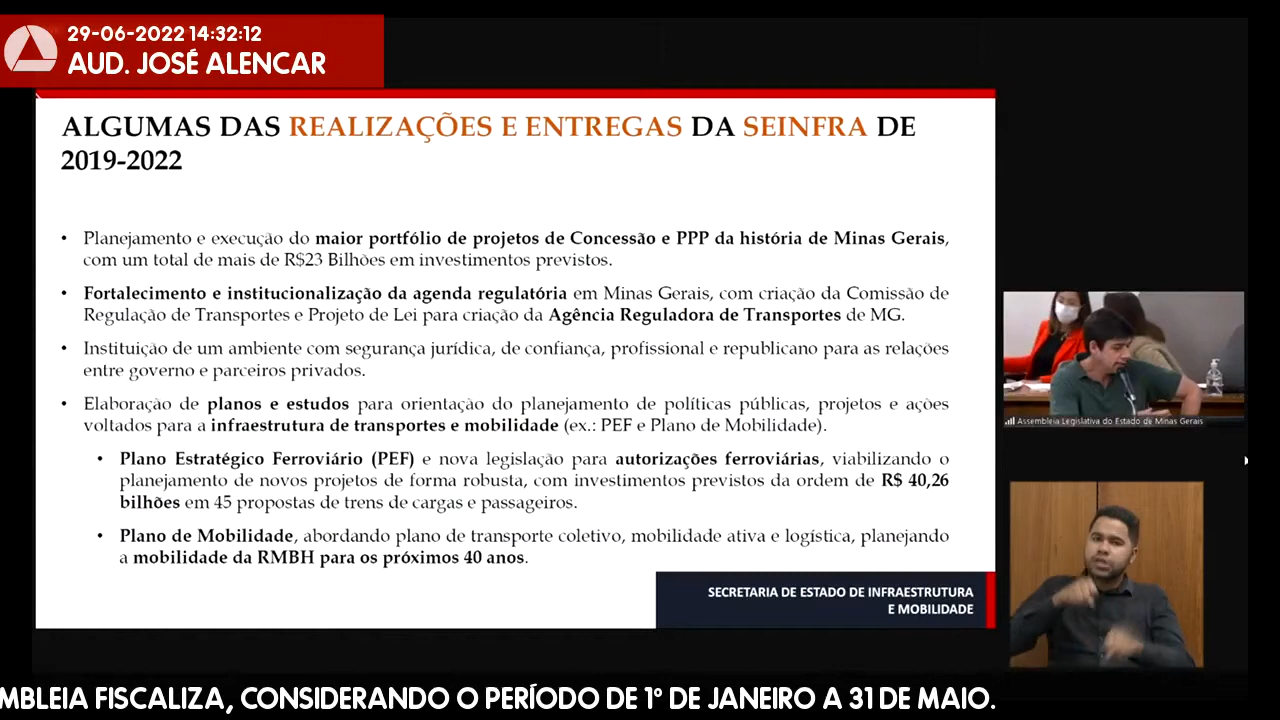 29-06-2022 14:32:12
AUD. JOSÉ ALENCAR
ALGUMAS DAS REALIZAÇÕES E ENTREGAS DA SEINFRA DE
2019-2022
• Planejamento e execução do maior portfólio de projetos de Concessão e PPP da história de Minas Gerais,
com um total de mais de R$23 Bilhões em investimentos previstos.
• Fortalecimento e institucionalização da agenda regulatória em Minas Gerais, com criação da Comissão de
Regulação de Transportes e Projeto de Lei para criação da Agência Reguladora de Transportes de MG.
• Instituição de um ambiente com segurança jurídica, de confiança, profissional e republicano para as relações
entre governo e parceiros privados.
• Elaboração de planos e estudos para orientação do planejamento de políticas públicas, projetos e ações
voltados para a infraestrutura de transportes e mobilidade (ex.: PEF e Plano de Mobilidade).
• Plano Estratégico Ferroviário (PEF) e nova legislação para autorizações ferroviárias, viabilizando o
planejamento de novos projetos de forma robusta, com investimentos previstos da ordem de R$ 40,26
bilhões em 45 propostas de trens de cargas e passageiros.
• Plano de Mobilidade, abordando plano de transporte coletivo, mobilidade ativa e logística, planejando
a mobilidade da RMBH para os próximos 40 anos.
SECRETARIA DE ESTADO DE INFRAESTRUTURA
E MOBILIDADE
Assembleia Legislativa do Estado de Minas Gerais
MBLEIA FISCALIZA, CONSIDERANDO O PERÍODO DE 1º DE JANEIRO A 31 DE MAIO.